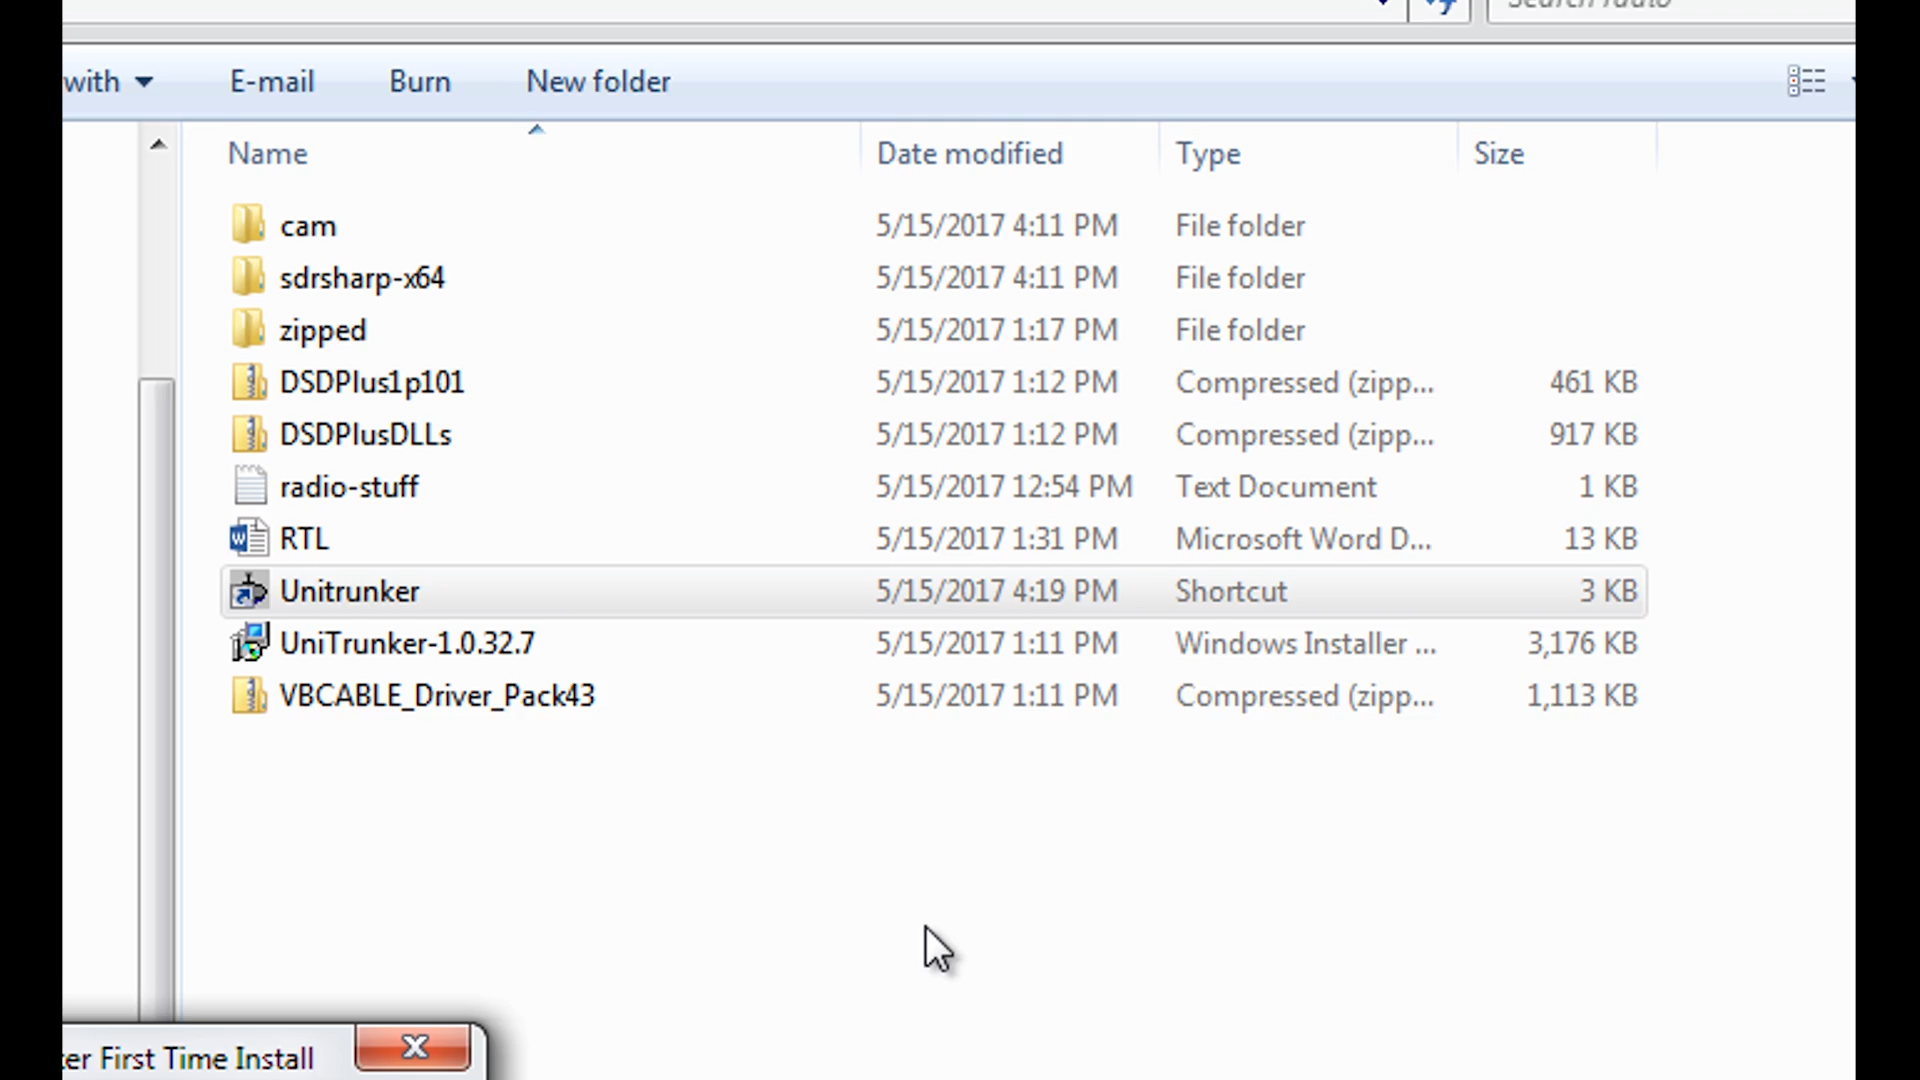 Search radio
with E-mail Burn New folder
Name Date modified Type Size
cam 5/15/2017 4:11 PM File folder
sdrsharp-x64 5/15/2017 4:11 PM File folder
zipped 5/15/2017 1:17 PM File folder
DSDPlus1p101 5/15/2017 1:12 PM Compressed (zipp... 461 KB
DSDPlusDLLs 5/15/2017 1:12 PM Compressed (zipp... 917 KB
radio-stuff 5/15/2017 12:54 PM Text Document 1 KB
RTL 5/15/2017 1:31 PM Microsoft Word D... 13 KB
Unitrunker 5/15/2017 4:19 PM Shortcut 3 KB
UniTrunker-1.0.32.7 5/15/2017 1:11 PM Windows Installer ... 3,176 KB
VBCABLE_Driver_Pack43 5/15/2017 1:11 PM Compressed (zipp... 1,113 KB
er First Time Install